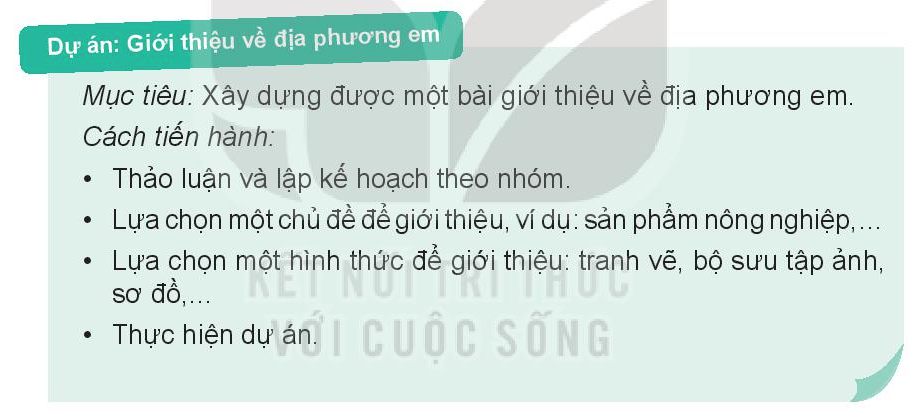 Dự án: Giới thiệu về địa phương em
Mục tiêu: Xây dựng được một bài giới thiệu về địa phương em.
Cách tiến hành:
• Thảo luận và lập kế hoạch theo nhóm.
• Lựa chọn một chủ đề để giới thiệu, ví dụ: sản phẩm nông nghiệp,...
• Lựa chọn một hình thức để giới thiệu: tranh vẽ, bộ sưu tập ảnh,
sơ đồ,...
KẾT NỐI TRI THỨC
• Thực hiện dự án.
VỚI CUỘC SỐNG